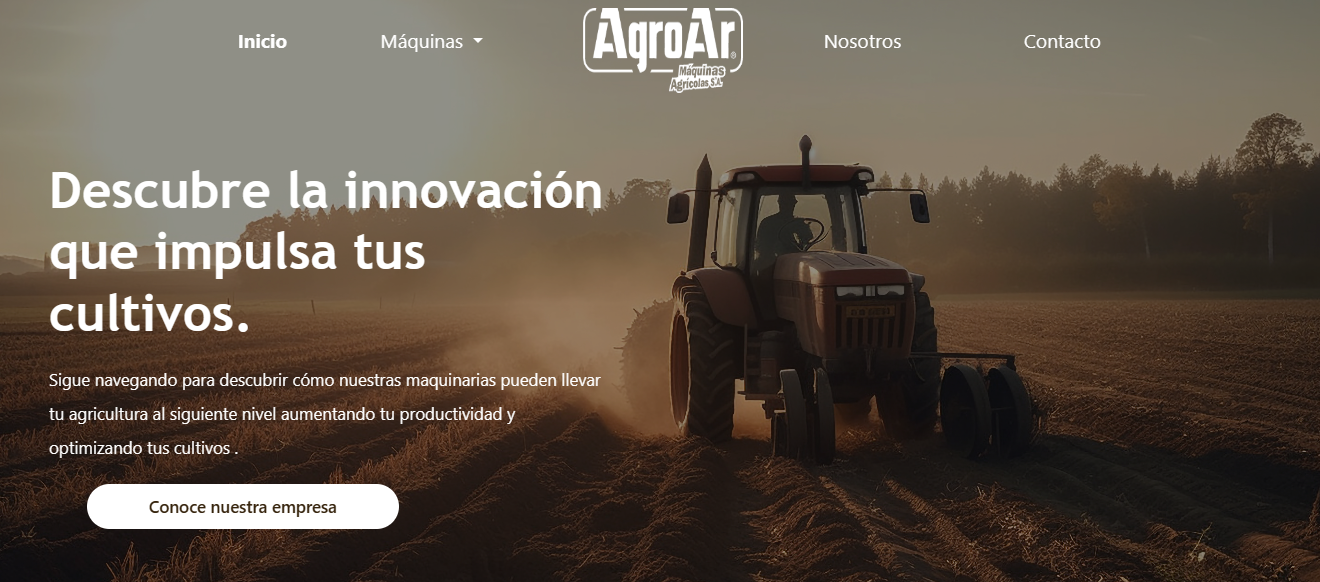 Inicio
Máquinas
AgroAr®
Máquinas
Agrícolas S.A.
Nosotros
Contacto
Descubre la innovación
que impulsa tus
cultivos.
Sigue navegando para descubrir cómo nuestras maquinarias pueden llevar
tu agricultura al siguiente nivel aumentando tu productividad y
optimizando tus cultivos .
Conoce nuestra empresa